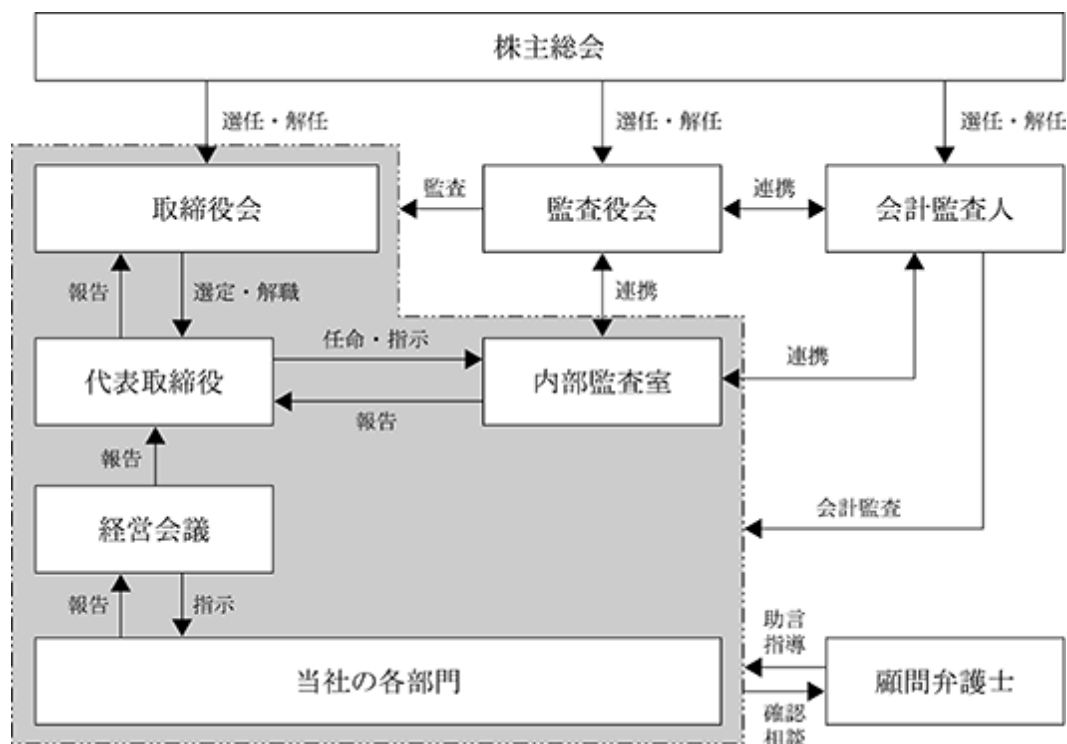 株主総会
選任・解任
選任・解任
選任・解任
取締役会
監査
監査役会
連携
会計監査人
報告
選定・解職
連携
代表取締役
任命・指示
報告
内部監査室
連携
報告
経営会議
会計監査
報告
指示
当社の各部門
助言
指導
顧問弁護士
確認
相談